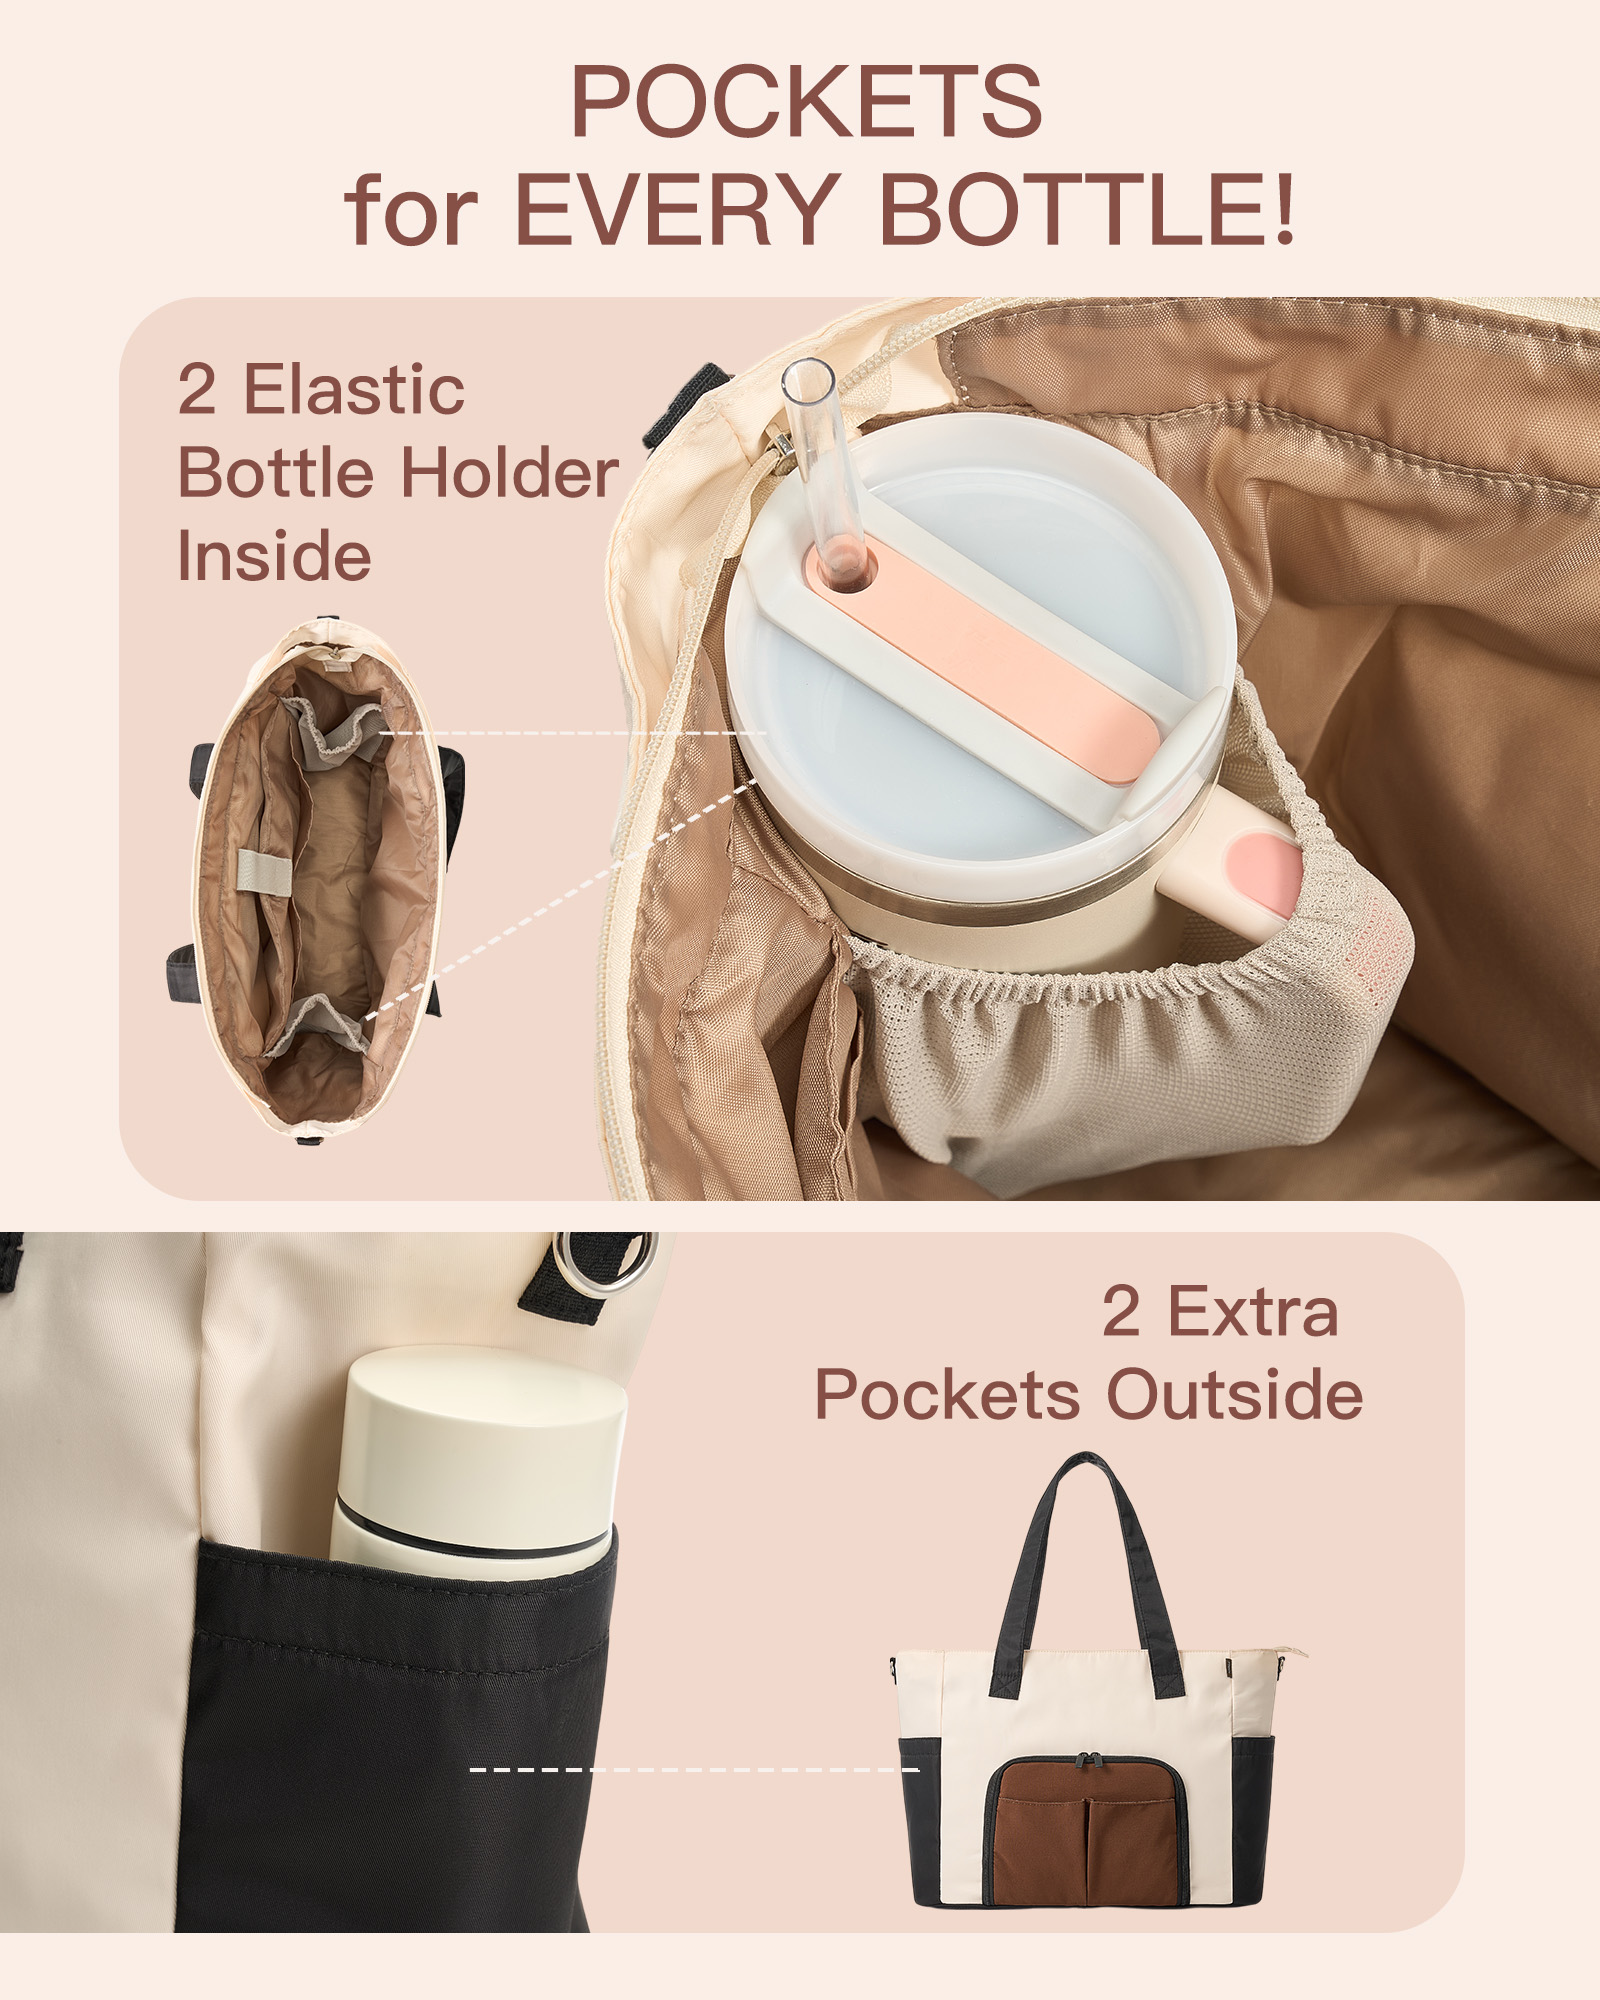 POCKETS
for EVERY BOTTLE!
2 Elastic
Bottle Holder
Inside
2 Extra
Pockets Outside